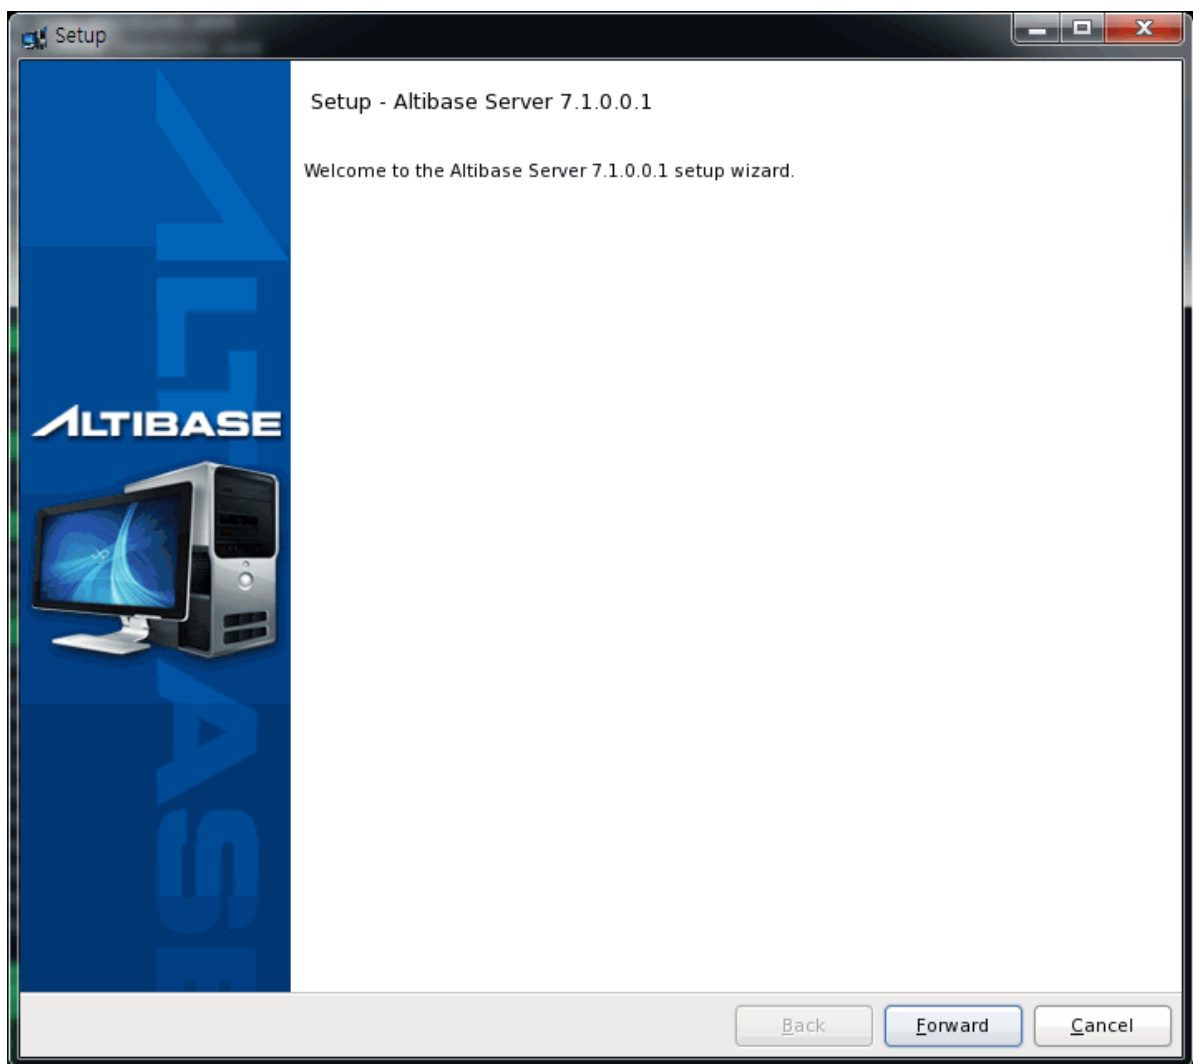 Setup
Setup - Altibase Server 7.1.0.0.1
Welcome to the Altibase Server 7.1.0.0.1 setup wizard.
ALTIBASE
ALTIBASE
Back
Forward
Cancel